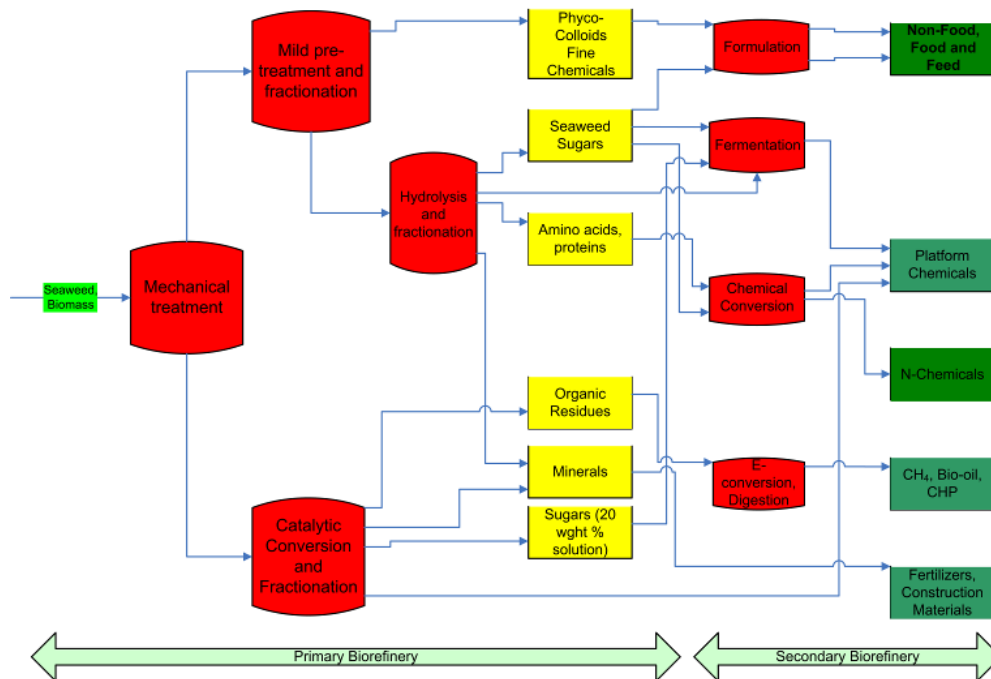 Mild pre-
treatment and
fractionation
Phyco-
Colloids
Fine
Chemicals
Formulation
Non-Food,
Food and
Feed
Seaweed
Sugars
Fermentation
Hydrolysis
and
fractionation
Amino acids,
proteins
Platform
Chemicals
Seaweed,
Biomass
Mechanical
treatment
Chemical
Conversion
N-Chemicals
Organic
Residues
Minerals
E-
conversion,
Digestion
CH₄, Bio-oil,
CHP
Catalytic
Conversion
and
Fractionation
Sugars (20
wght %
solution)
Fertilizers,
Construction
Materials
Primary Biorefinery
Secondary Biorefinery